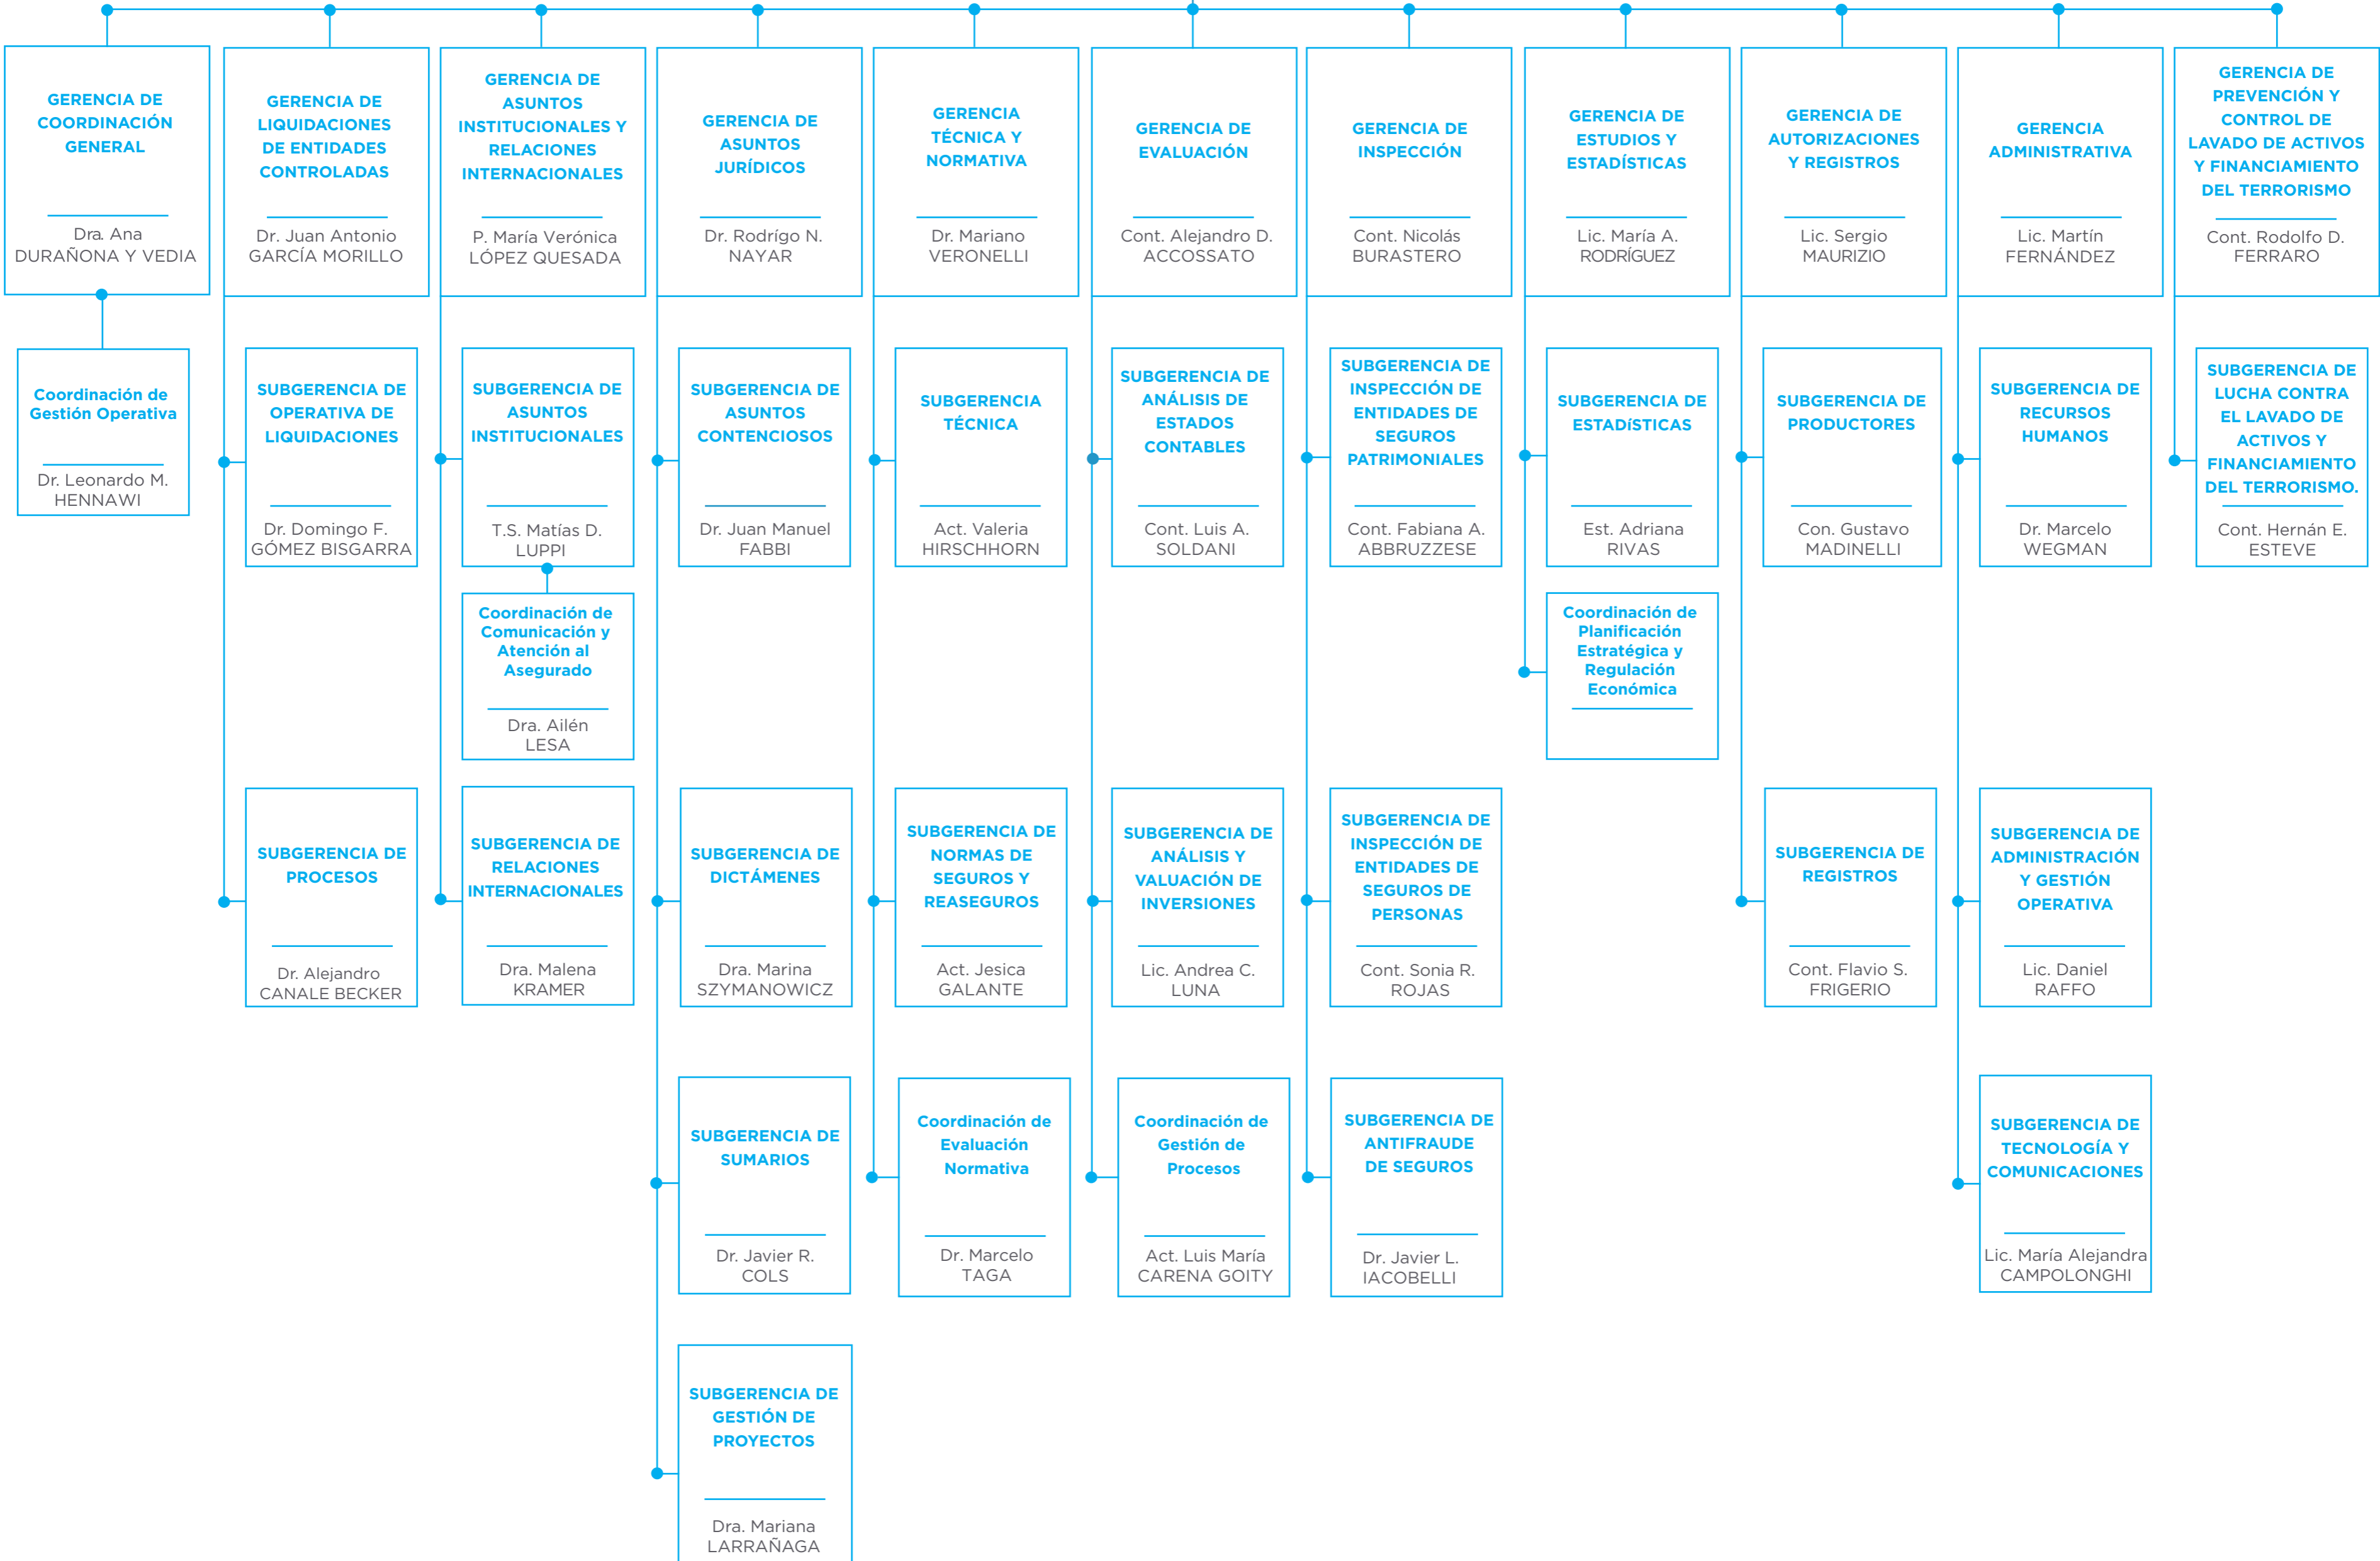 GERENCIA DE
COORDINACIÓN
GENERAL
Dra. Ana
DURAÑONA Y VEDIA
GERENCIA DE
LIQUIDACIONES
DE ENTIDADES
CONTROLADAS
Dr. Juan Antonio
GARCÍA MORILLO
GERENCIA DE
ASUNTOS
INSTITUCIONALES Y
RELACIONES
INTERNACIONALES
P. María Verónica
LÓPEZ QUESADA
GERENCIA DE
ASUNTOS
JURÍDICOS
Dr. Rodrígo N.
NAYAR
GERENCIA
TÉCNICA Y
NORMATIVA
Dr. Mariano
VERONELLI
GERENCIA DE
EVALUACIÓN
Cont. Alejandro D.
ACCOSSATO
GERENCIA DE
INSPECCIÓN
Cont. Nicolás
BURASTERO
GERENCIA DE
ESTUDIOS Y
ESTADÍSTICAS
Lic. María A.
RODRÍGUEZ
GERENCIA DE
AUTORIZACIONES
Y REGISTROS
Lic. Sergio
MAURIZIO
GERENCIA
ADMINISTRATIVA
Lic. Martín
FERNÁNDEZ
GERENCIA DE
PREVENCIÓN Y
CONTROL DE
LAVADO DE ACTIVOS
Y FINANCIAMIENTO
DEL TERRORISMO
Cont. Rodolfo D.
FERRARO
Coordinación de
Gestión Operativa
Dr. Leonardo M.
HENNAWI
SUBGERENCIA DE
OPERATIVA DE
LIQUIDACIONES
Dr. Domingo F.
GÓMEZ BISGARRA
SUBGERENCIA DE
ASUNTOS
INSTITUCIONALES
T.S. Matías D.
LUPPI
SUBGERENCIA DE
ASUNTOS
CONTENCIOSOS
Dr. Juan Manuel
FABBI
SUBGERENCIA
TÉCNICA
Act. Valeria
HIRSCHHORN
SUBGERENCIA DE
ANÁLISIS DE
ESTADOS
CONTABLES
Cont. Luis A.
SOLDANI
SUBGERENCIA DE
INSPECCIÓN DE
ENTIDADES DE
SEGUROS
PATRIMONIALES
Cont. Fabiana A.
ABBRUZZESE
SUBGERENCIA DE
ESTADíSTICAS
Est. Adriana
RIVAS
SUBGERENCIA DE
PRODUCTORES
Con. Gustavo
MADINELLI
SUBGERENCIA DE
RECURSOS
HUMANOS
Dr. Marcelo
WEGMAN
SUBGERENCIA DE
LUCHA CONTRA
EL LAVADO DE
ACTIVOS Y
FINANCIAMIENTO
DEL TERRORISMO.
Cont. Hernán E.
ESTEVE
Coordinación de
Comunicación y
Atención al
Asegurado
Dra. Ailén
LESA
Coordinación de
Planificación
Estratégica y
Regulación
Económica
SUBGERENCIA DE
PROCESOS
Dr. Alejandro
CANALE BECKER
SUBGERENCIA DE
RELACIONES
INTERNACIONALES
Dra. Malena
KRAMER
SUBGERENCIA DE
DICTÁMENES
Dra. Marina
SZYMANOWICZ
SUBGERENCIA DE
NORMAS DE
SEGUROS Y
REASEGUROS
Act. Jesica
GALANTE
SUBGERENCIA DE
ANÁLISIS Y
VALUACIÓN DE
INVERSIONES
Lic. Andrea C.
LUNA
SUBGERENCIA DE
INSPECCIÓN DE
ENTIDADES DE
SEGUROS DE
PERSONAS
Cont. Sonia R.
ROJAS
SUBGERENCIA DE
REGISTROS
Cont. Flavio S.
FRIGERIO
SUBGERENCIA DE
ADMINISTRACIÓN
Y GESTIÓN
OPERATIVA
Lic. Daniel
RAFFO
SUBGERENCIA DE
SUMARIOS
Dr. Javier R.
COLS
Coordinación de
Evaluación
Normativa
Dr. Marcelo
TAGA
Coordinación de
Gestión de
Procesos
Act. Luis María
CARENA GOITY
SUBGERENCIA DE
ANTIFRAUDE
DE SEGUROS
Dr. Javier L.
IACOBELLI
SUBGERENCIA DE
TECNOLOGÍA Y
COMUNICACIONES
Lic. María Alejandra
CAMPOLONGHI
SUBGERENCIA DE
GESTIÓN DE
PROYECTOS
Dra. Mariana
LARRAÑAGA